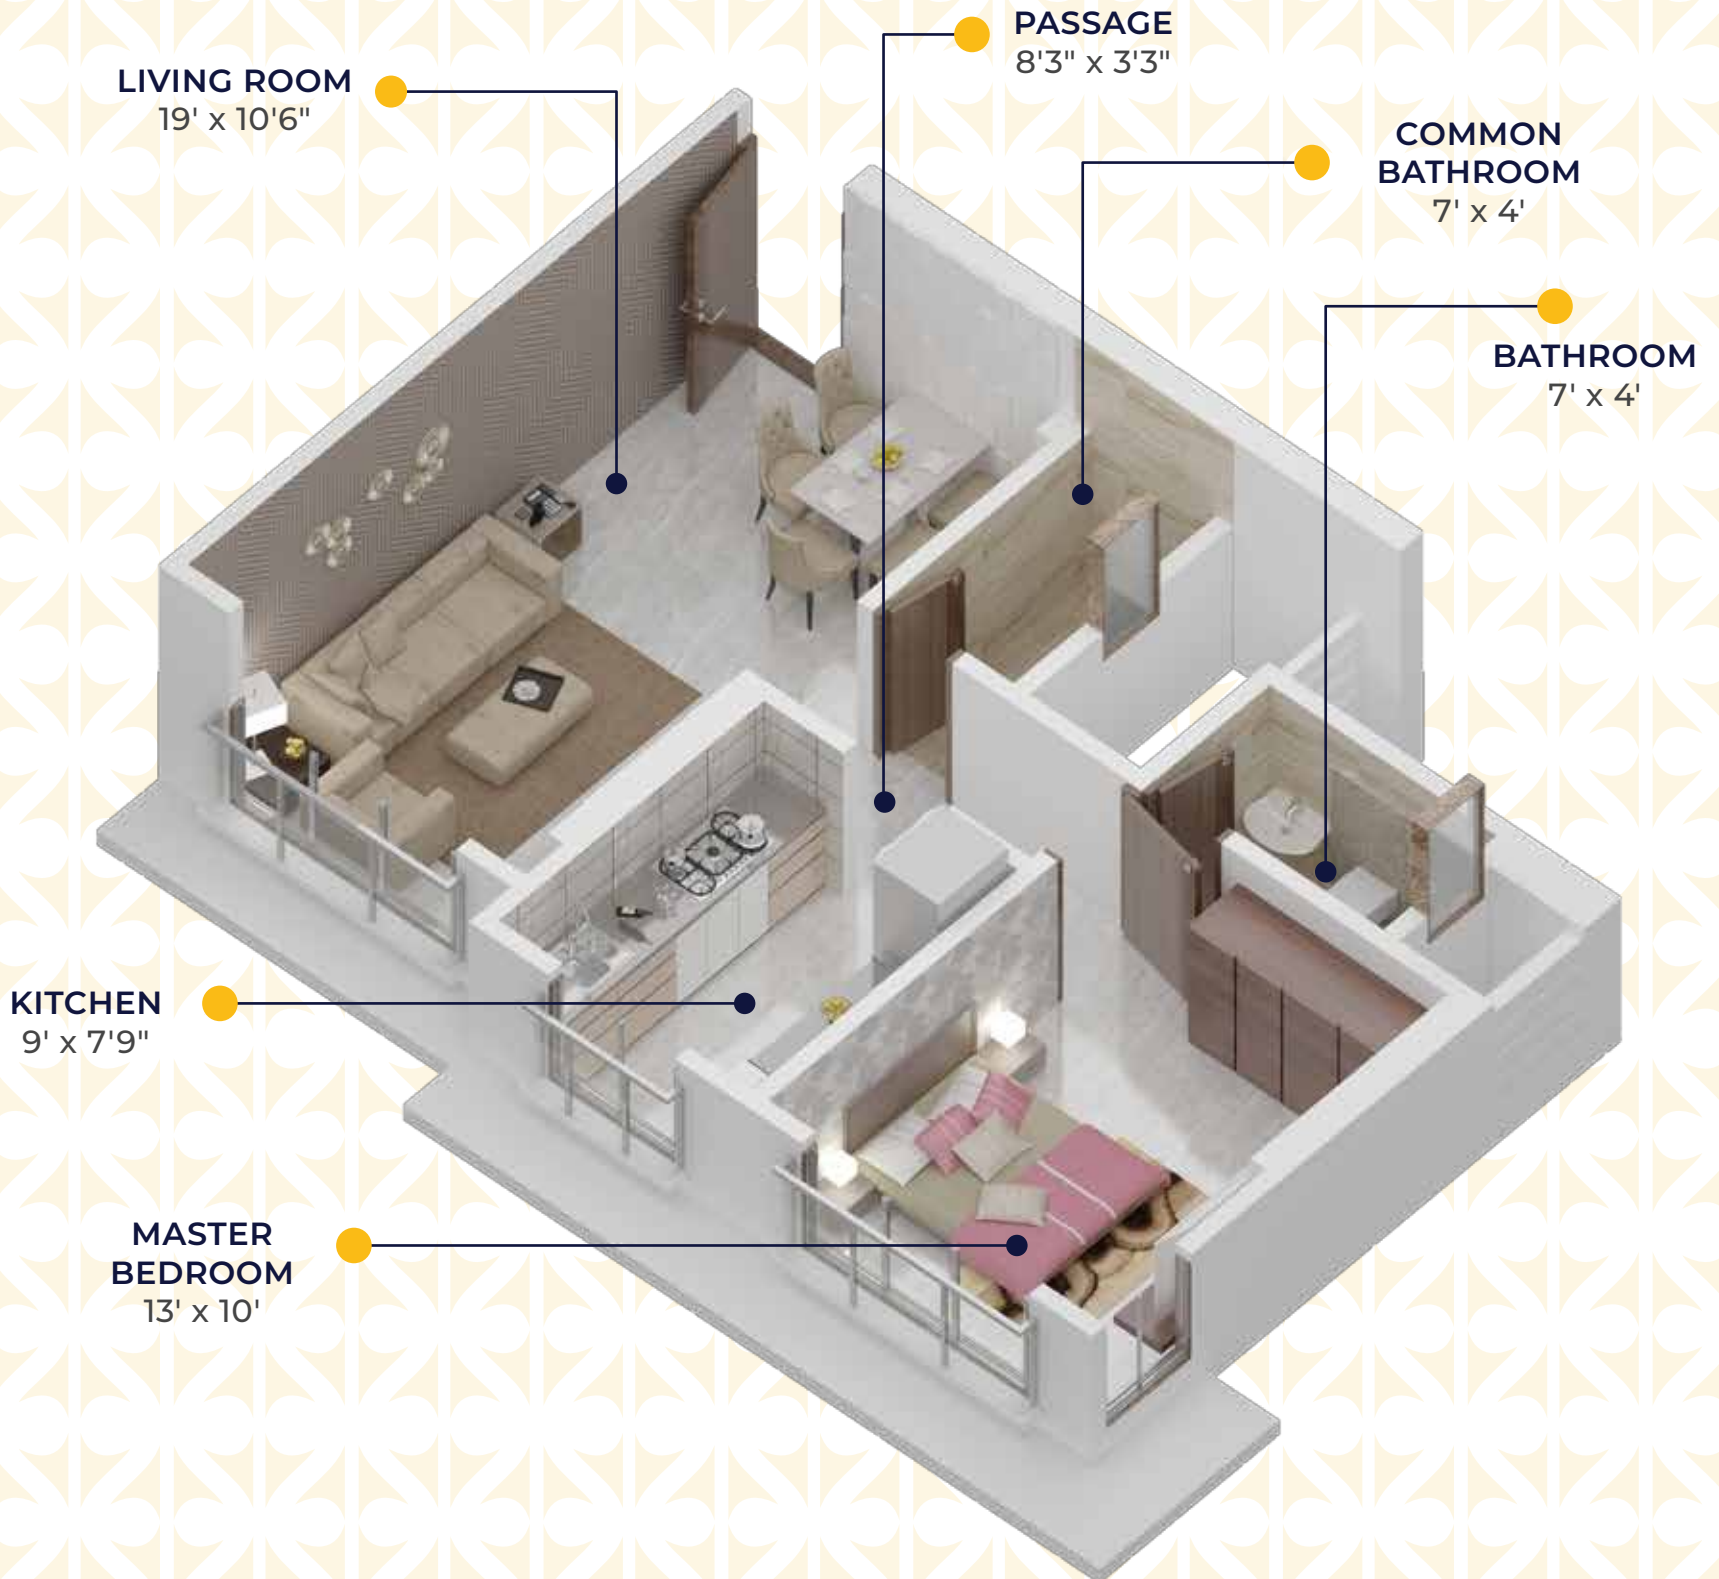 PASSAGE
8'3" x 3'3"
LIVING ROOM
19' x 10'6"
COMMON
BATHROOM
7' x 4'
BATHROOM
7' x 4'
KITCHEN
9' x 7'9"
MASTER
BEDROOM
13' x 10'